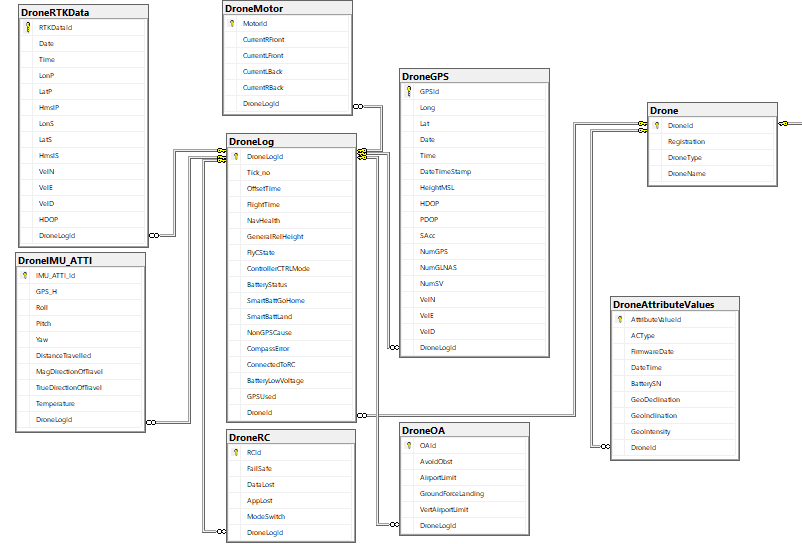 DroneRTKData
RTKDataId
Date
Time
LonP
LatP
HmslP
LonS
LatS
HmslS
VelN
VelE
VelD
HDOP
DroneLogId
DroneMotor
MotorId
CurrentRFront
CurrentLFront
CurrentLBack
CurrentRBack
DroneLogId
DroneGPS
GPSId
Long
Lat
Date
Time
DateTimeStamp
HeightMSL
HDOP
PDOP
SAcc
NumGPS
NumGLNAS
NumSV
VelN
VelE
VelD
DroneLogId
Drone
DroneId
Registration
DroneType
DroneName
DroneLog
DroneLogId
Tick_no
OffsetTime
FlightTime
NavHealth
GeneralRelHeight
FlyCState
ControllerCTRLMode
BatteryStatus
SmartBattGoHome
SmartBattLand
NonGPSCause
CompassError
ConnectedToRC
BatteryLowVoltage
GPSUsed
DroneId
DroneIMU_ATTI
IMU_ATTI_Id
GPS_H
Roll
Pitch
Yaw
DistanceTravelled
MagDirectionOfTravel
TrueDirectionOfTravel
Temperature
DroneLogId
DroneAttributeValues
AttributeValueId
ACType
FirmwareDate
DateTime
BatterySN
GeoDeclination
GeoInclination
GeoIntensity
DroneId
DroneRC
RCId
FailSafe
DataLost
AppLost
ModeSwitch
DroneLogId
DroneOA
OAId
AvoidObst
AirportLimit
GroundForceLanding
VertAirportLimit
DroneLogId